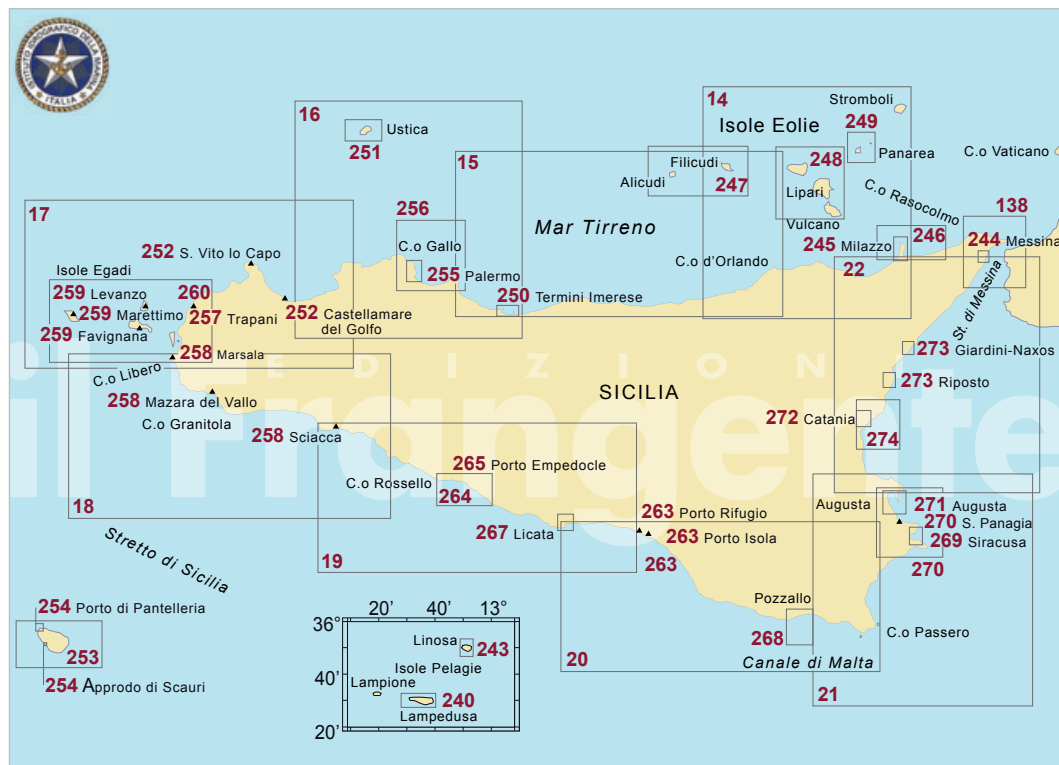 ISTITUTO IDROGRAFICO DELLA MARINA
ITALIA
16
Ustica
251
14
Stromboli
Isole Eolie
249
Panarea
C.o Vaticano
15
Filicudi
Alicudi
247
248
Lipari
Vulcano
C.o Rasocolmo
138
17
256
C.o Gallo
255 Palermo
Mar Tirreno
C.o d'Orlando
245 Milazzo
246
244 Messina
22
St. di Messina
252 S. Vito lo Capo
Isole Egadi
259 Levanzo
260
259 Marettimo
257 Trapani
259 Favignana
252 Castellamare
del Golfo
250 Termini Imerese
258 Marsala
C.o Libero
273 Giardini-Naxos
EDIZION
il Frangente
SICILIA
273 Riposto
258 Mazara del Vallo
C.o Granitola
272 Catania
274
258 Sciacca
265 Porto Empedocle
C.o Rossello
264
18
Augusta
271 Augusta
270 S. Panagia
269 Siracusa
270
267 Licata
263 Porto Rifugio
263 Porto Isola
263
Stretto di Sicilia
19
254 Porto di Pantelleria
253
254 Approdo di Scauri
20' 40' 13°
36°
Linosa
243
Isole Pelagie
40'
Lampione
240
Lampedusa
20'
Pozzallo
268
C.o Passero
20
Canale di Malta
21